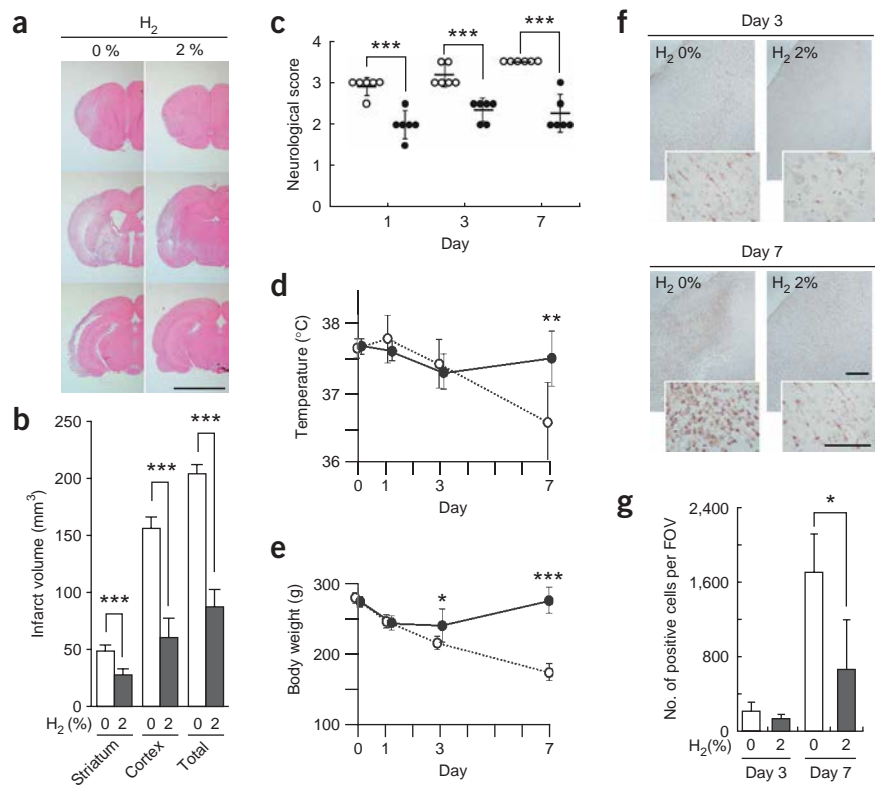 a
H2
0 %
2 %
b
Infarct volume (mm3)
250
200
150
100
50
0
***
***
***
H2 (%)
0 2 0 2 0 2
Striatum
Cortex
Total
c
Neurological score
4
3
2
1
0
***
***
***
1
3
7
Day
d
Temperature (°C)
38
37
36
**
0
1
3
7
Day
e
Body weight (g)
300
200
100
*
***
0
1
3
7
Day
f
Day 3
H2 0%
H2 2%
Day 7
H2 0%
H2 2%
g
No. of positive cells per FOV
2,400
1,600
800
0
*
H2(%)
0 2 0 2
Day 3
Day 7